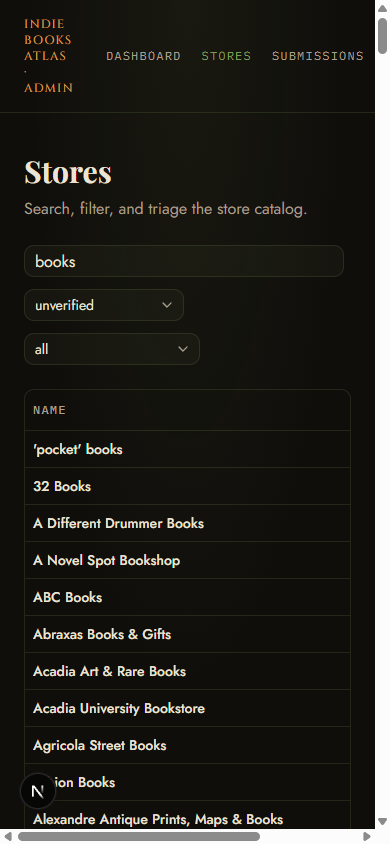 INDIE
BOOKS
ATLAS
·
ADMIN
DASHBOARD
STORES
SUBMISSIONS
Stores
Search, filter, and triage the store catalog.
books
unverified
all
NAME
'pocket' books
32 Books
A Different Drummer Books
A Novel Spot Bookshop
ABC Books
Abraxas Books & Gifts
Acadia Art & Rare Books
Acadia University Bookstore
Agricola Street Books
N
Books
Alexandre Antique Prints, Maps & Books